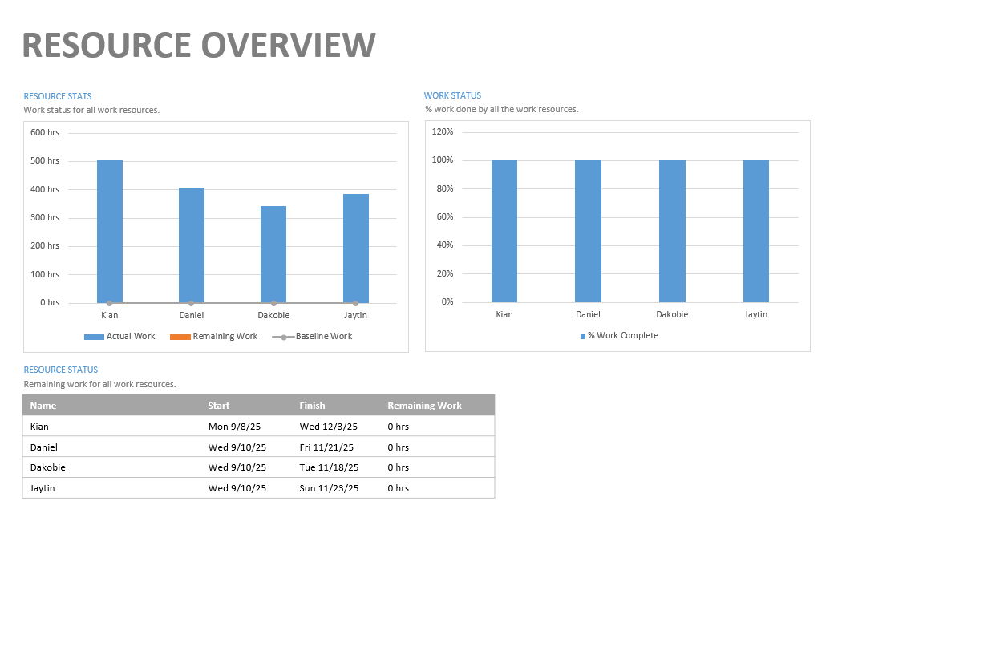 RESOURCE OVERVIEW
RESOURCE STATS
Work status for all work resources.
600 hrs
500 hrs
400 hrs
300 hrs
200 hrs
100 hrs
0 hrs
Kian Daniel Dakobie Jaytin
Actual Work Remaining Work Baseline Work
WORK STATUS
% work done by all the work resources.
120%
100%
80%
60%
40%
20%
0%
Kian Daniel Dakobie Jaytin
% Work Complete
RESOURCE STATUS
Remaining work for all work resources.
Name Start Finish Remaining Work
Kian Mon 9/8/25 Wed 12/3/25 0 hrs
Daniel Wed 9/10/25 Fri 11/21/25 0 hrs
Dakobie Wed 9/10/25 Tue 11/18/25 0 hrs
Jaytin Wed 9/10/25 Sun 11/23/25 0 hrs